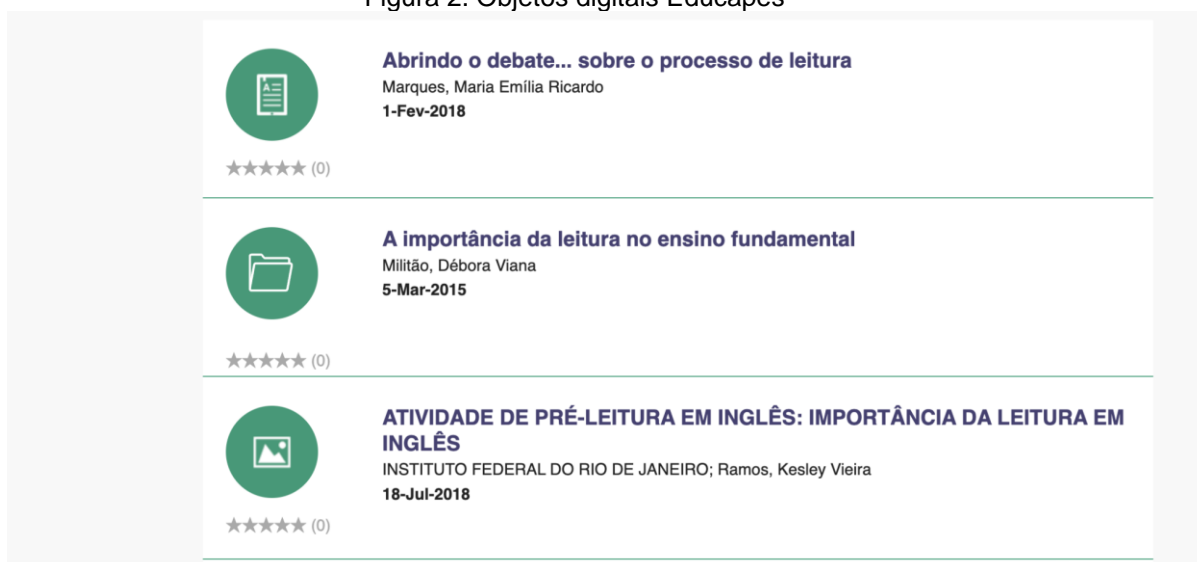 Figura 2: Objetos digitais Educapes
Abrindo o debate... sobre o processo de leitura
Marques, Maria Emília Ricardo
1-Fev-2018
★★★★★ (0)
A importância da leitura no ensino fundamental
Militão, Débora Viana
5-Mar-2015
★★★★★ (0)
ATIVIDADE DE PRÉ-LEITURA EM INGLÊS: IMPORTÂNCIA DA LEITURA EM
INGLÊS
INSTITUTO FEDERAL DO RIO DE JANEIRO; Ramos, Kesley Vieira
18-Jul-2018
★★★★★ (0)